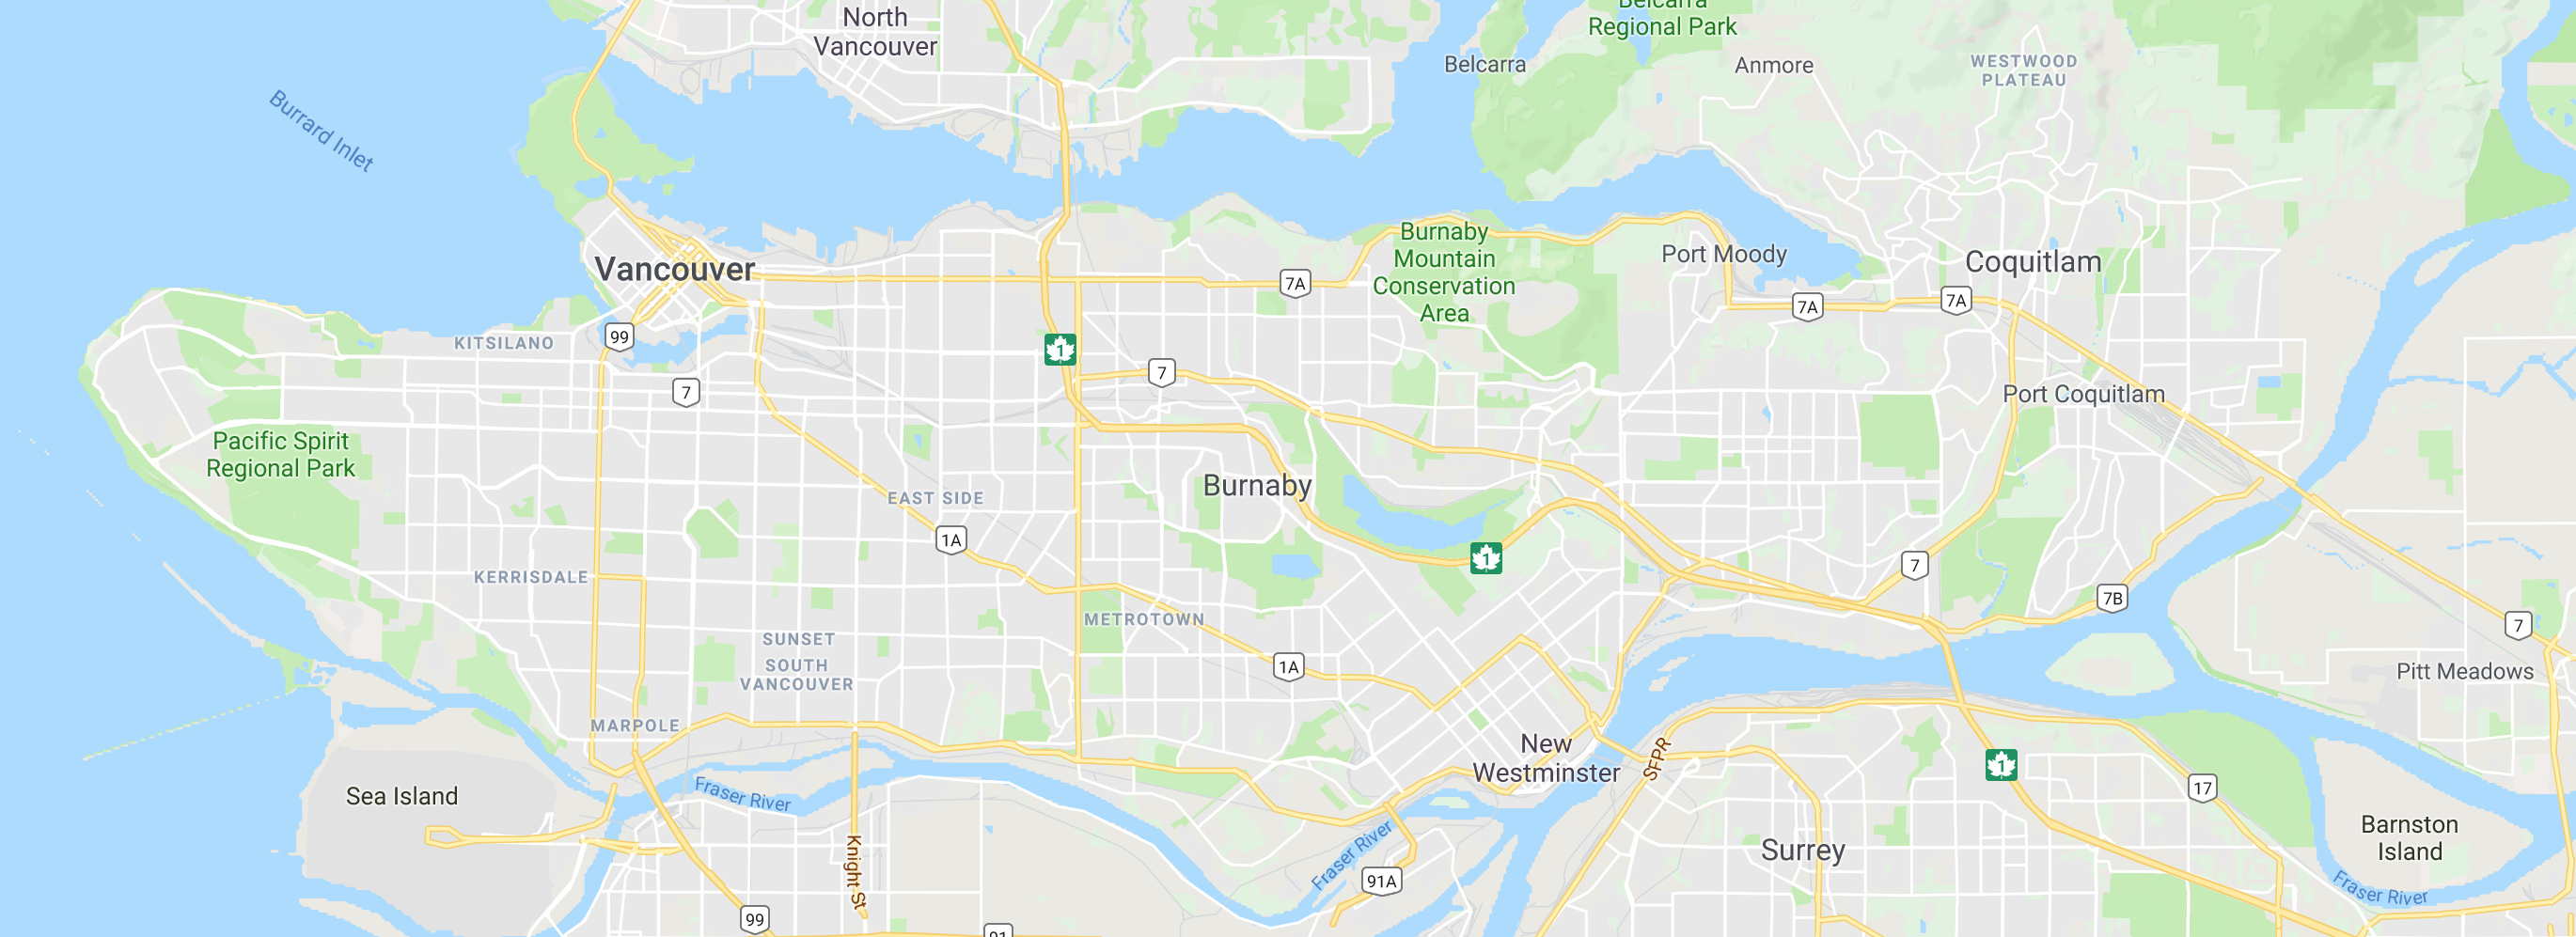 North
Vancouver
Belcarra
Regional Park
Belcarra
Anmore
WESTWOOD
PLATEAU
Burrard Inlet
Vancouver
Burnaby
Mountain
Conservation
Area
Port Moody
Coquitlam
7A
7A
7A
99
KITSILANO
1
7
7
Port Coquitlam
Pacific Spirit
Regional Park
EAST SIDE
Burnaby
1A
1
7
KERRISDALE
METROTOWN
7B
7
SUNSET
SOUTH
VANCOUVER
1A
Pitt Meadows
MARPOLE
New
Westminster
SFPR
1
17
Sea Island
Fraser River
Knight St
Fraser River
Surrey
Barnston
Island
91A
Fraser River
99
91